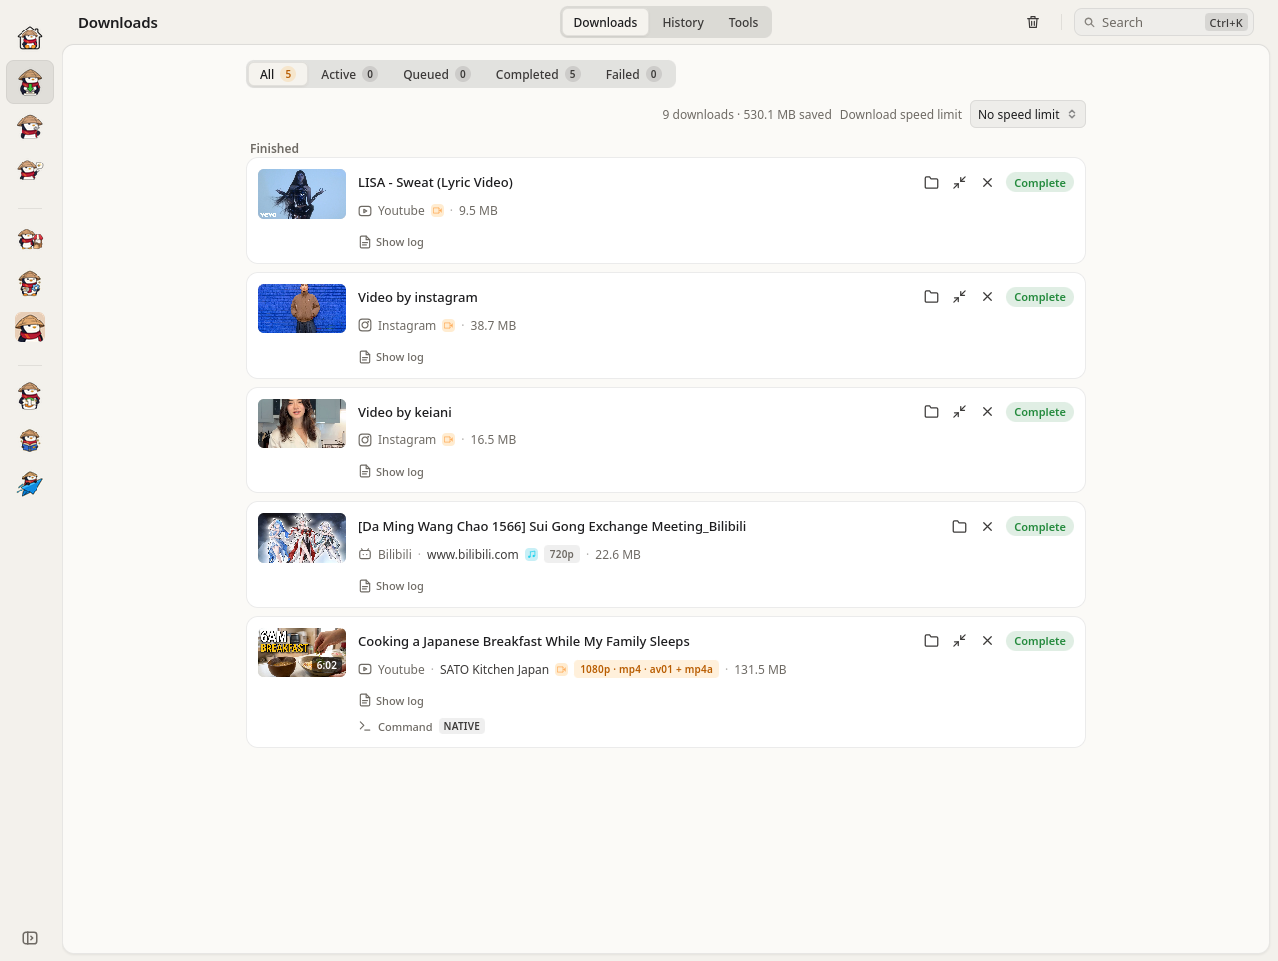 Downloads
Downloads History Tools
Search Ctrl+K
All 5 Active 0 Queued 0 Completed 5 Failed 0
9 downloads · 530.1 MB saved Download speed limit No speed limit
Finished
LISA - Sweat (Lyric Video) Complete
vevo
Youtube · 9.5 MB
Show log
Video by instagram Complete
Instagram · 38.7 MB
Show log
Video by keiani Complete
Instagram · 16.5 MB
Show log
[Da Ming Wang Chao 1566] Sui Gong Exchange Meeting_Bilibili Complete
Bilibili · www.bilibili.com 720p · 22.6 MB
Show log
Cooking a Japanese Breakfast While My Family Sleeps Complete
6AM
BREAKFAST
6:02
Youtube · SATO Kitchen Japan 1080p · mp4 · av01 + mp4a · 131.5 MB
Show log
Command NATIVE